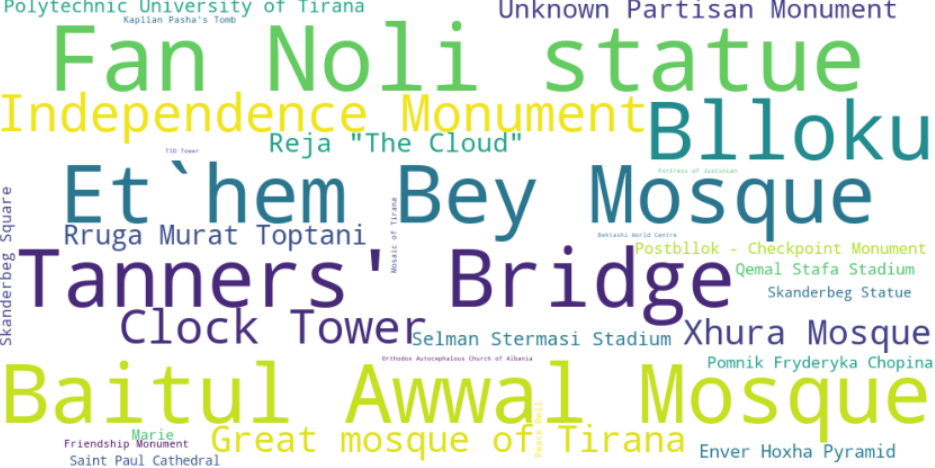 Polytechnic University of Tirana
Unknown Partisan Monument
Kapllan Pasha's Tomb
Fan Noli statue
Independence Monument
Blloku
Reja "The Cloud"
TID Tower
Fortress of Justinian
Et`hem Bey Mosque
Skanderbeg Square
Mosaic of Tirana
Rruga Murat Toptani
Bektashi World Centre
Postbllok - Checkpoint Monument
Tanners' Bridge
Qemal Stafa Stadium
Skanderbeg Statue
Clock Tower
Selman Stermasi Stadium
Xhura Mosque
Orthodox Autocephalous Church of Albania
Pomnik Fryderyka Chopina
Baitul Awwal Mosque
Peace Bell
Marie
Great mosque of Tirana
Friendship Monument
Enver Hoxha Pyramid
Saint Paul Cathedral